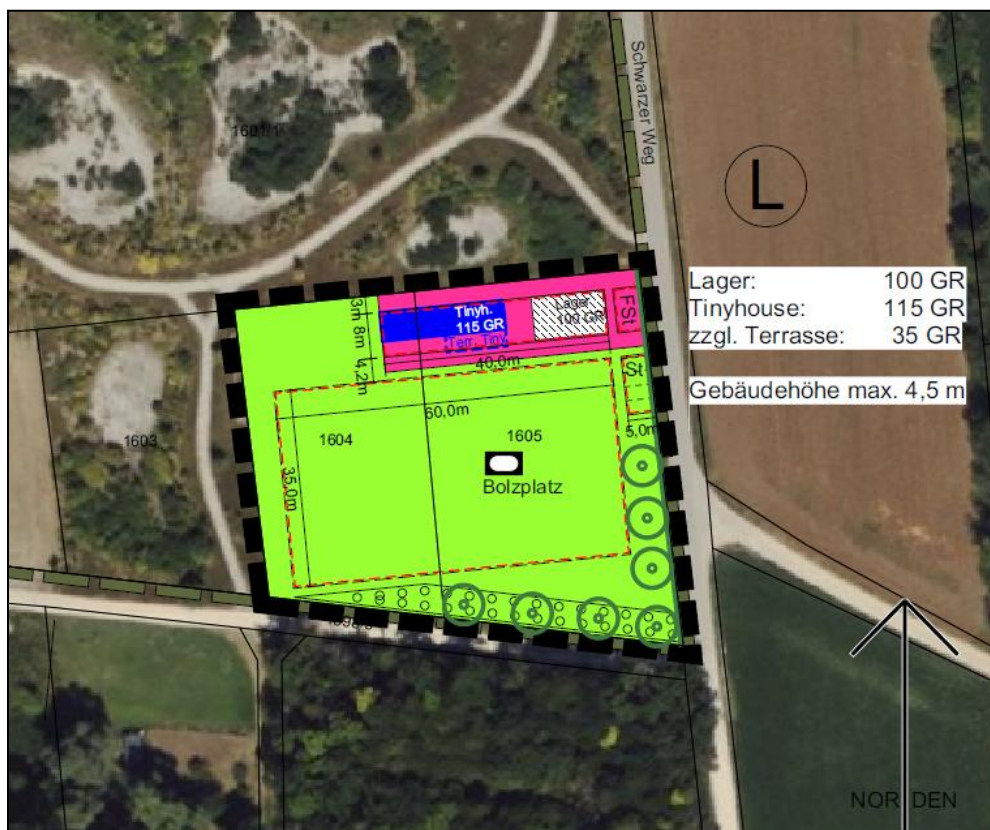 Schwarzer Weg
1601/1
L
Lager: 100 GR
Tinyhouse: 115 GR
zzgl. Terrasse: 35 GR
Gebäudehöhe max. 4,5 m
3m
8m
4,2m
Tinyh.
115 GR
Terr. Tiny
Lager
100 GR
FSt
40,0m
St
60,0m
5,0m
35,0m
1603
1604
1605
Bolzplatz
NORDEN